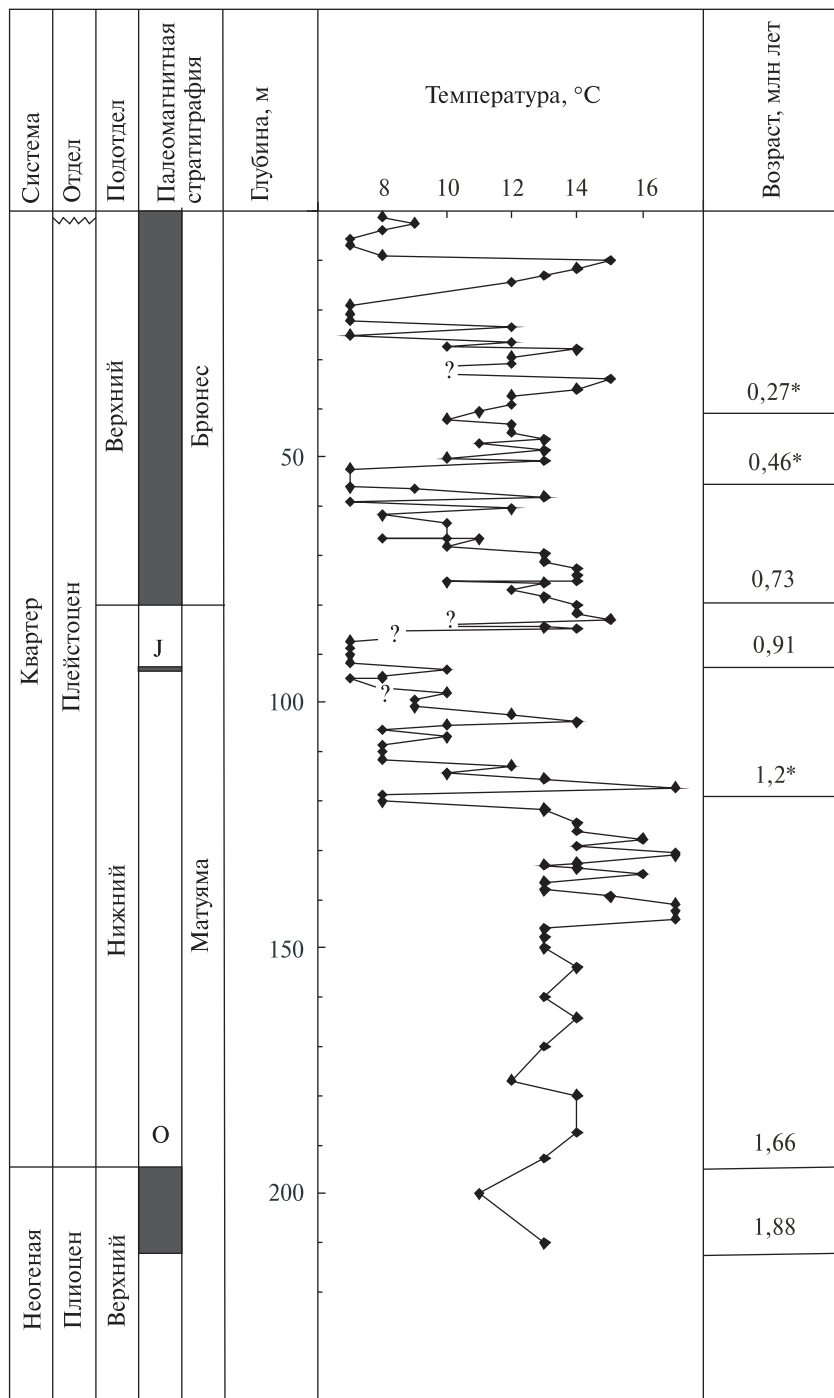 Система
Отдел
Подотдел
Палеомагнитная
стратиграфия
Глубина, м
Температура, °C
Возраст, млн лет
8 10 12 14 16
Квартер
Плейстоцен
Верхний
Брюнес
?
0,27*
50
0,46*
0,73
?
?
J
0,91
?
100
1,2*
Нижний
Матуяма
150
O
1,66
200
1,88
Неогеная
Плиоцен
Верхний